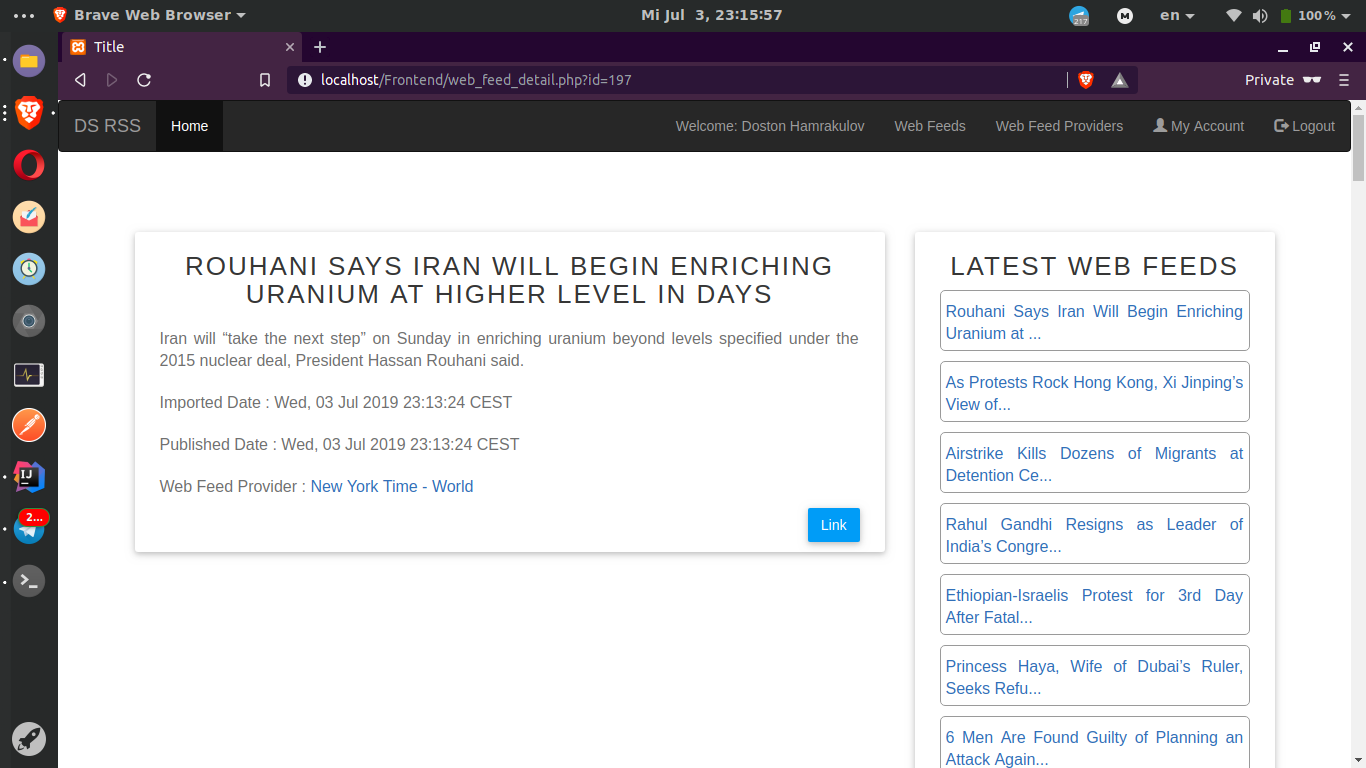 Brave Web Browser
Mi Jul 3, 23:15:57
217
M
en
100 %
Title
localhost/Frontend/web_feed_detail.php?id=197
Private
DS RSS
Home
Welcome: Doston Hamrakulov
Web Feeds
Web Feed Providers
My Account
Logout
ROUHANI SAYS IRAN WILL BEGIN ENRICHING
URANIUM AT HIGHER LEVEL IN DAYS
Iran will “take the next step” on Sunday in enriching uranium beyond levels specified under the
2015 nuclear deal, President Hassan Rouhani said.
Imported Date : Wed, 03 Jul 2019 23:13:24 CEST
Published Date : Wed, 03 Jul 2019 23:13:24 CEST
Web Feed Provider : New York Time - World
Link
LATEST WEB FEEDS
Rouhani Says Iran Will Begin Enriching
Uranium at ...
As Protests Rock Hong Kong, Xi Jinping’s
View of...
Airstrike Kills Dozens of Migrants at
Detention Ce...
Rahul Gandhi Resigns as Leader of
India’s Congre...
Ethiopian-Israelis Protest for 3rd Day
After Fatal...
Princess Haya, Wife of Dubai’s Ruler,
Seeks Refu...
6 Men Are Found Guilty of Planning an
Attack Again...
IJ
2...